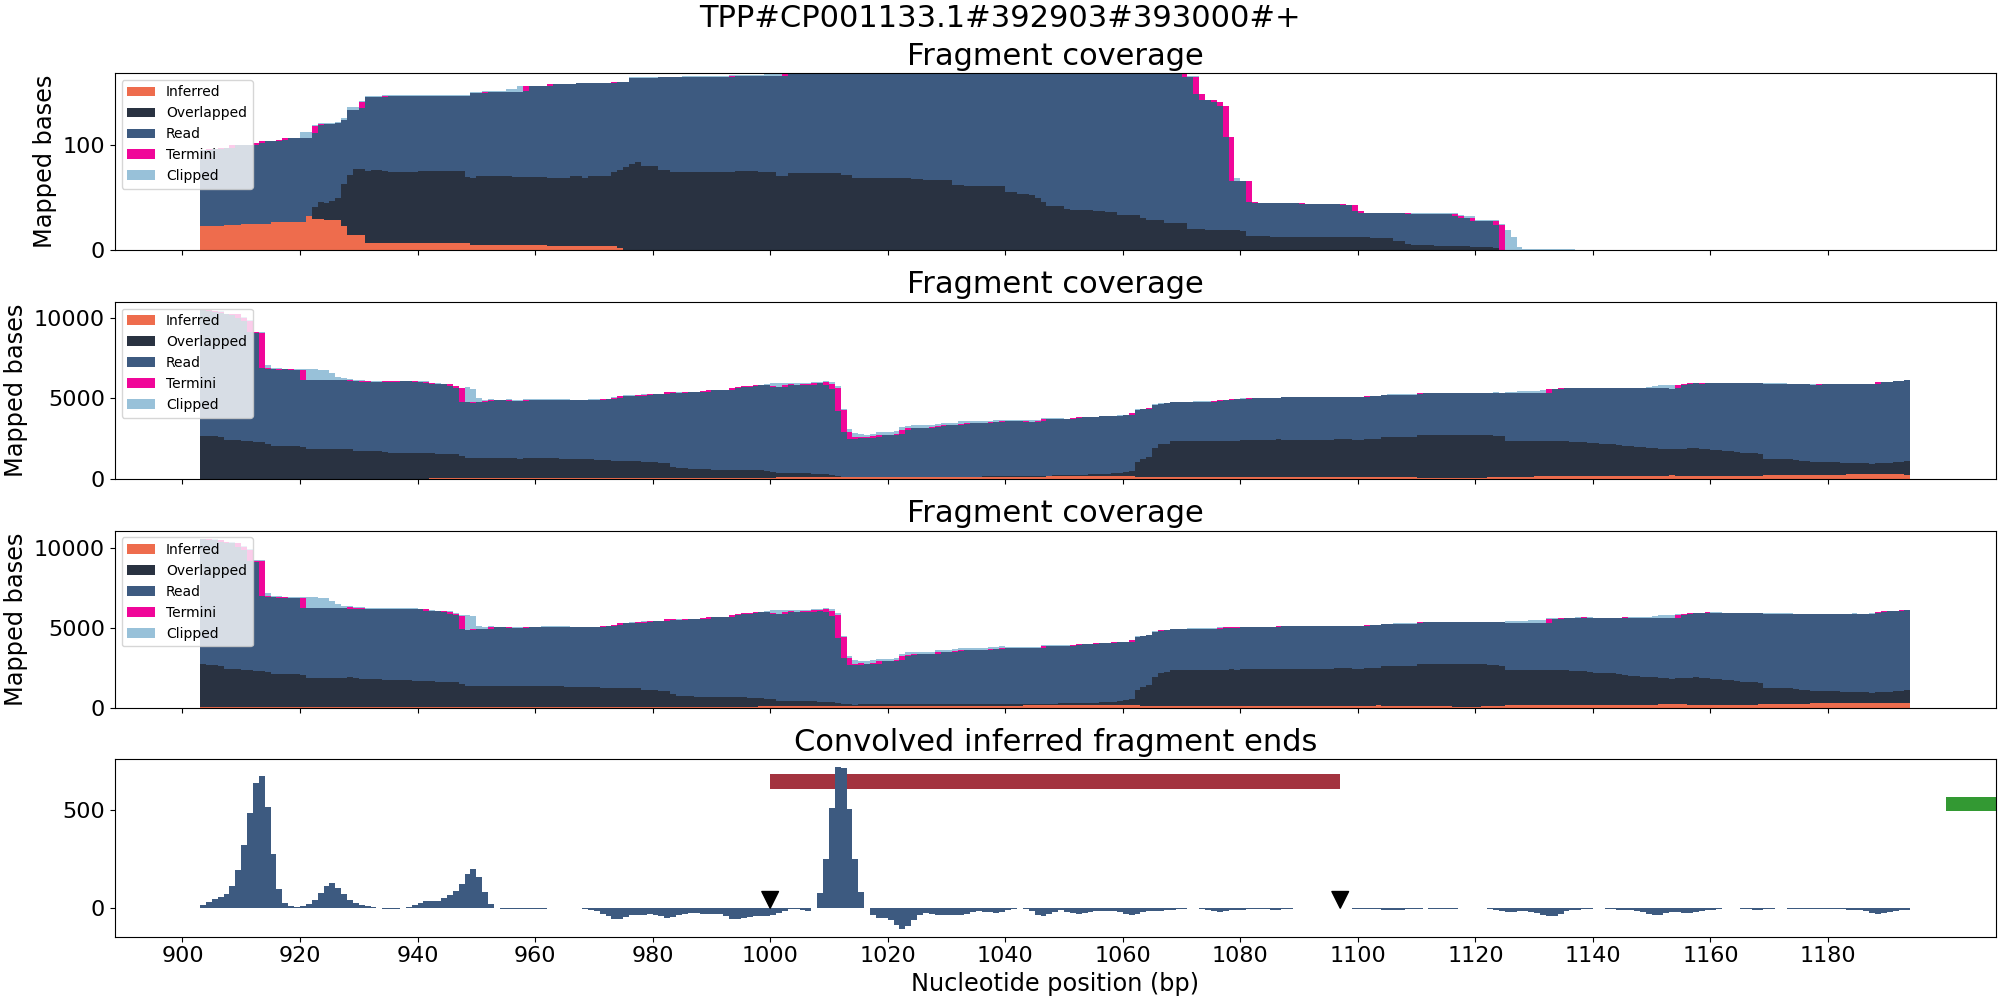 TPP#CP001133.1#392903#393000#+
Fragment coverage
Mapped bases
100
0
Inferred
Overlapped
Read
Termini
Clipped
Fragment coverage
Mapped bases
10000
5000
0
Inferred
Overlapped
Read
Termini
Clipped
Fragment coverage
Mapped bases
10000
5000
0
Inferred
Overlapped
Read
Termini
Clipped
Convolved inferred fragment ends
500
0
900 920 940 960 980 1000 1020 1040 1060 1080 1100 1120 1140 1160 1180
Nucleotide position (bp)